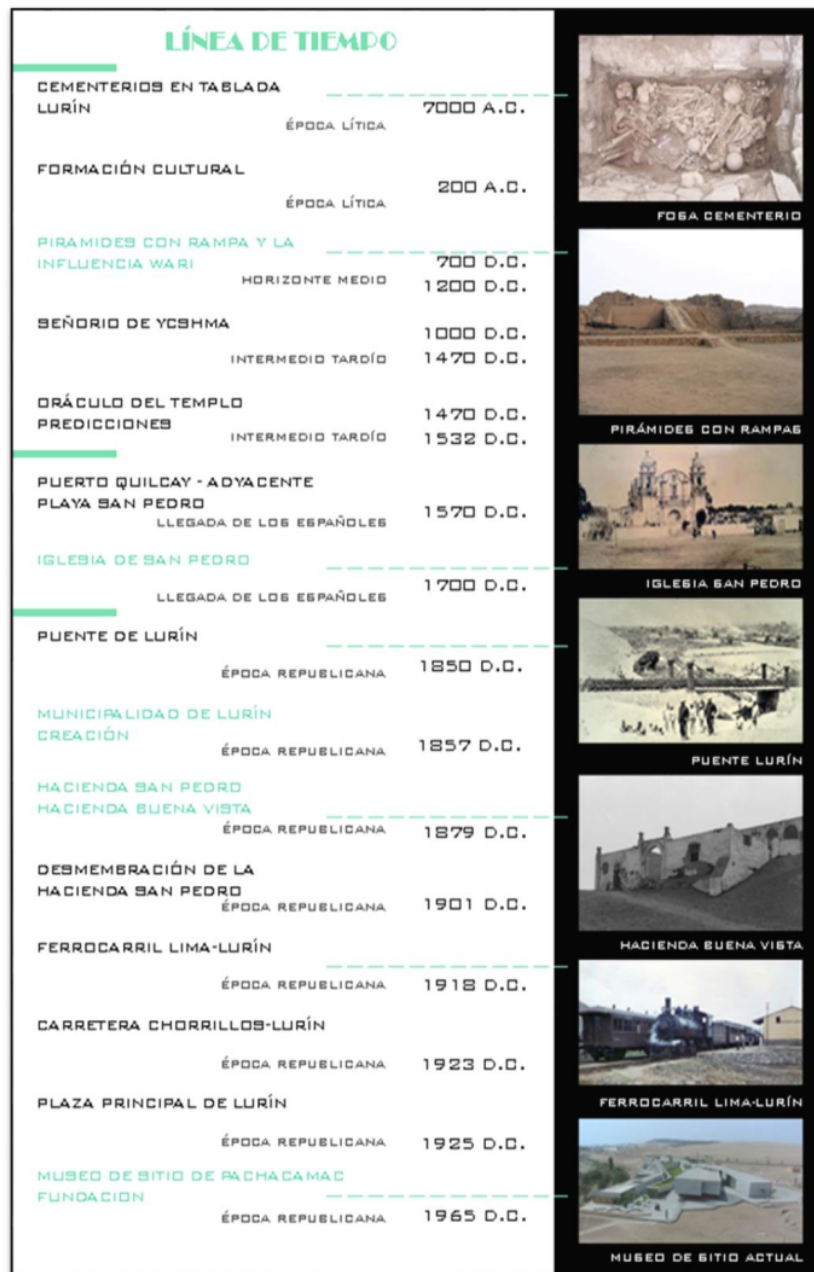 LÍNEA DE TIEMPO
CEMENTERIOS EN TABLADA
LURÍN
7000 A.C.
ÉPOCA LÍTICA
FORMACIÓN CULTURAL
200 A.C.
ÉPOCA LÍTICA
PIRAMIDES CON RAMPA Y LA
INFLUENCIA WARI
700 D.C.
HORIZONTE MEDIO
1200 D.C.
SEÑORIO DE YCSHMA
1000 D.C.
INTERMEDIO TARDÍO
1470 D.C.
ORÁCULO DEL TEMPLO
PREDICCIONES
1470 D.C.
INTERMEDIO TARDÍO
1532 D.C.
PUERTO QUILCAY - ADYACENTE
PLAYA SAN PEDRO
1570 D.C.
LLEGADA DE LOS ESPAÑOLES
IGLESIA DE SAN PEDRO
1700 D.C.
LLEGADA DE LOS ESPAÑOLES
PUENTE DE LURÍN
1850 D.C.
ÉPOCA REPUBLICANA
MUNICIPALIDAD DE LURÍN
CREACIÓN
1857 D.C.
ÉPOCA REPUBLICANA
HACIENDA SAN PEDRO
HACIENDA BUENA VISTA
ÉPOCA REPUBLICANA
1879 D.C.
DESMEMBRACIÓN DE LA
HACIENDA SAN PEDRO
ÉPOCA REPUBLICANA
1901 D.C.
FERROCARRIL LIMA-LURÍN
ÉPOCA REPUBLICANA
1918 D.C.
CARRETERA CHORRILLOS-LURÍN
ÉPOCA REPUBLICANA
1923 D.C.
PLAZA PRINCIPAL DE LURÍN
ÉPOCA REPUBLICANA
1925 D.C.
MUSEO DE SITIO DE PACHACAMAC
FUNDACION
ÉPOCA REPUBLICANA
1965 D.C.
FOSA CEMENTERIO
PIRÁMIDES CON RAMPAS
IGLESIA SAN PEDRO
PUENTE LURÍN
HACIENDA BUENA VISTA
FERROCARRIL LIMA-LURÍN
MUSEO DE SITIO ACTUAL